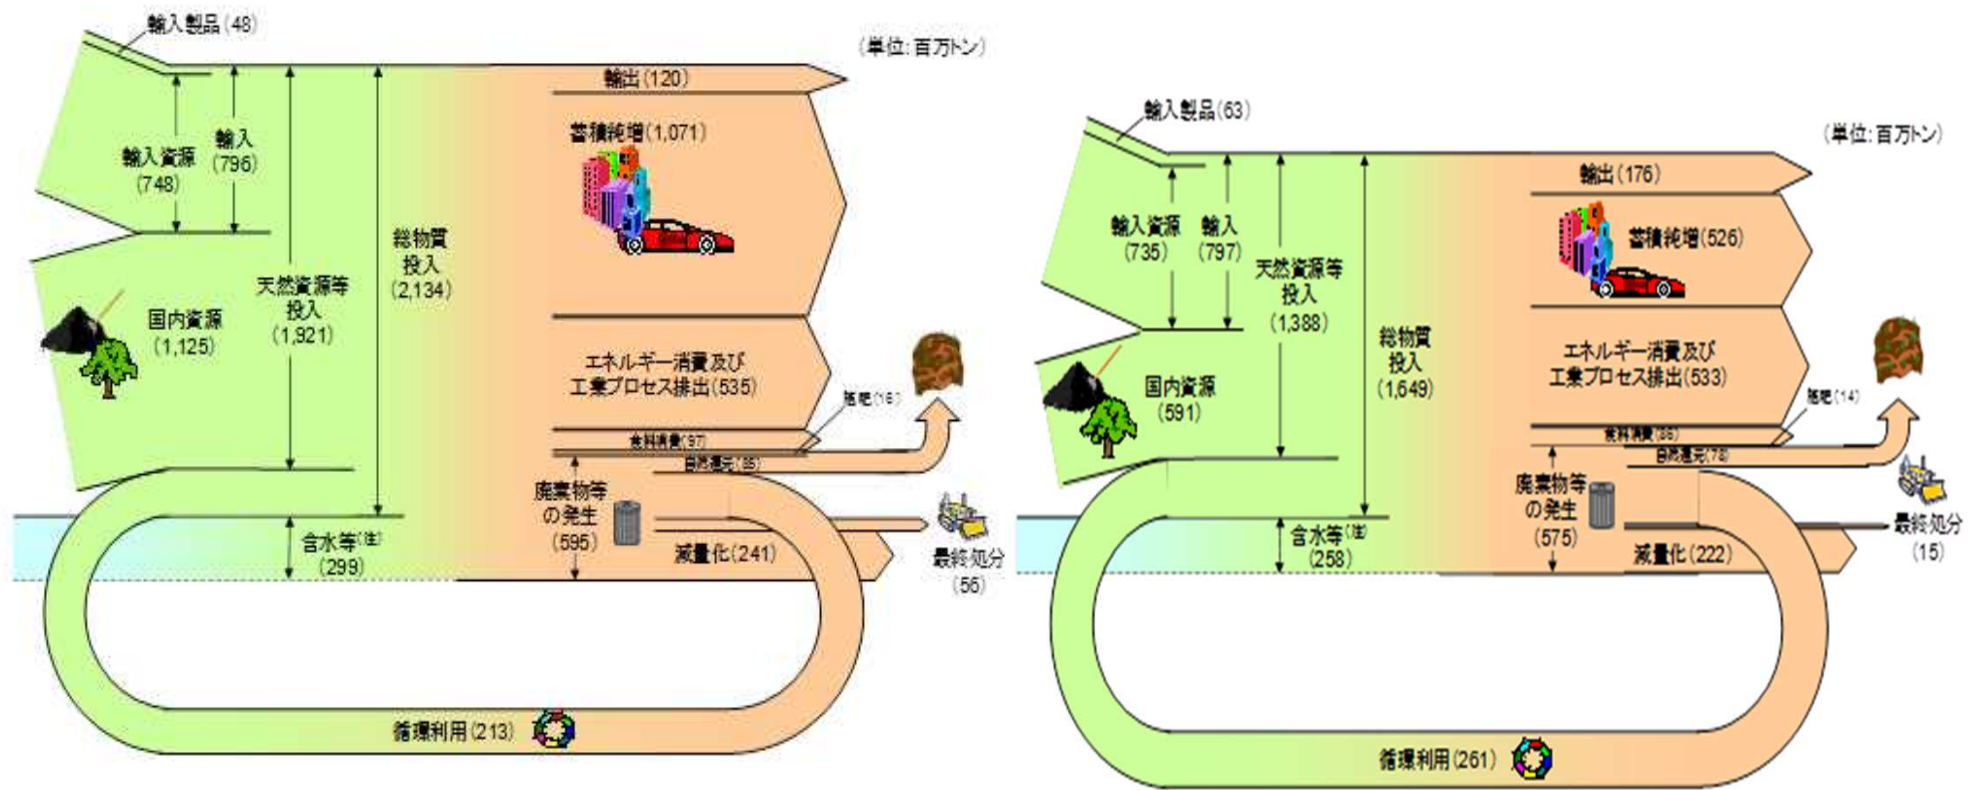 輸入製品(48)
(単位:百万トン)
輸出(120)
蓄積純増(1,071)
輸入
(796)
輸入資源
(748)
総物質
投入
(2,134)
天然資源等
投入
(1,921)
国内資源
(1,125)
エネルギー消費及び
工業プロセス排出(535)
施肥(16)
食料消費(97)
自然還元(85)
廃棄物等
の発生
(595)
含水等(注)
(299)
減量化(241)
最終処分
(56)
循環利用(213)
輸入製品(63)
(単位:百万トン)
輸出(176)
輸入資源
(735)
輸入
(797)
蓄積純増(526)
天然資源等
投入
(1,388)
総物質
投入
(1,649)
エネルギー消費及び
工業プロセス排出(533)
国内資源
(591)
施肥(14)
食料消費(86)
自然還元(78)
廃棄物等
の発生
(575)
含水等(注)
(258)
減量化(222)
最終処分
(15)
循環利用(261)